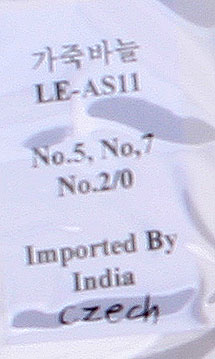 가죽바늘
LE-AS11
No.5, No,7
No.2/0
Imported By
India
czech